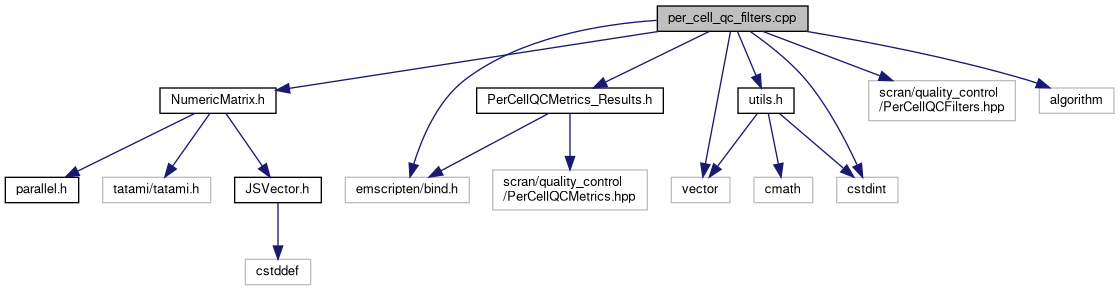 per_cell_qc_filters.cpp
NumericMatrix.h
PerCellQCMetrics_Results.h
utils.h
scran/quality_control
/PerCellQCFilters.hpp
algorithm
parallel.h
tatami/tatami.h
JSVector.h
emscripten/bind.h
scran/quality_control
/PerCellQCMetrics.hpp
vector
cmath
cstdint
cstddef